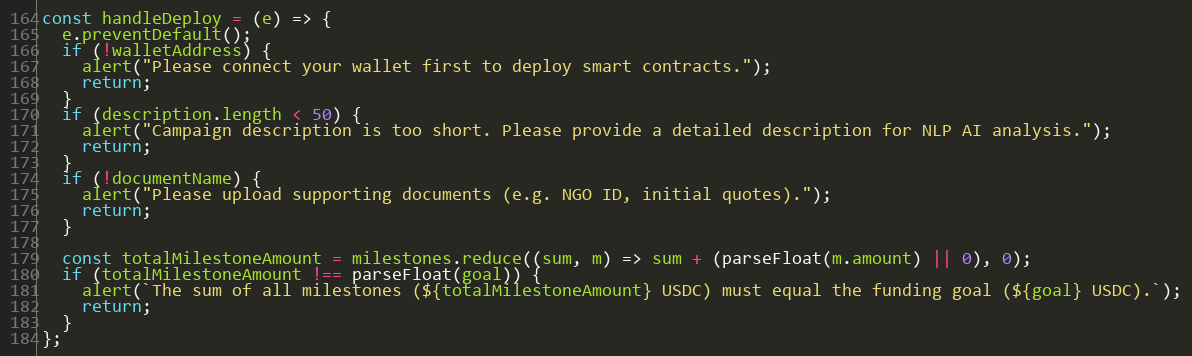 164 const handleDeploy = (e) => {
165   e.preventDefault();
166   if (!walletAddress) {
167     alert("Please connect your wallet first to deploy smart contracts.");
168     return;
169   }
170   if (description.length < 50) {
171     alert("Campaign description is too short. Please provide a detailed description for NLP AI analysis.");
172     return;
173   }
174   if (!documentName) {
175     alert("Please upload supporting documents (e.g. NGO ID, initial quotes).");
176     return;
177   }
178
179   const totalMilestoneAmount = milestones.reduce((sum, m) => sum + (parseFloat(m.amount) || 0), 0);
180   if (totalMilestoneAmount !== parseFloat(goal)) {
181     alert(`The sum of all milestones (${totalMilestoneAmount} USDC) must equal the funding goal (${goal} USDC).`);
182     return;
183   }
184 };